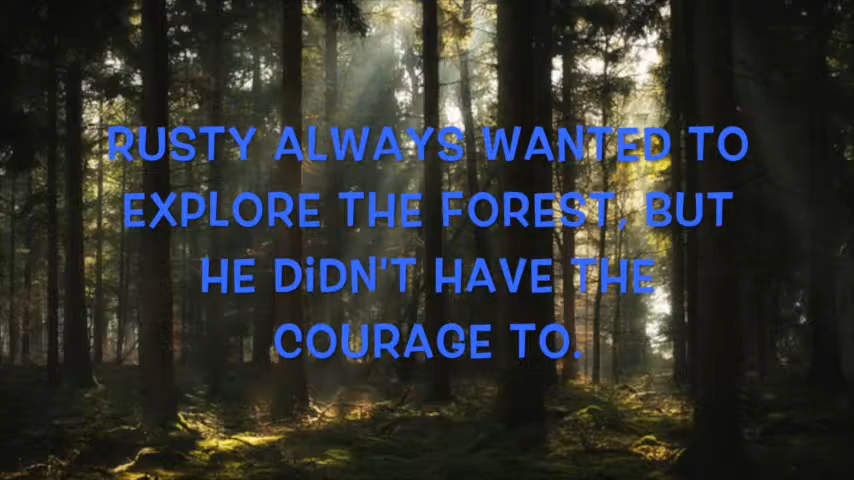 RUSTY ALWAYS WANTED TO
EXPLORE THE FOREST, BUT
HE DiDN'T HAVE THE
COURAGE TO.